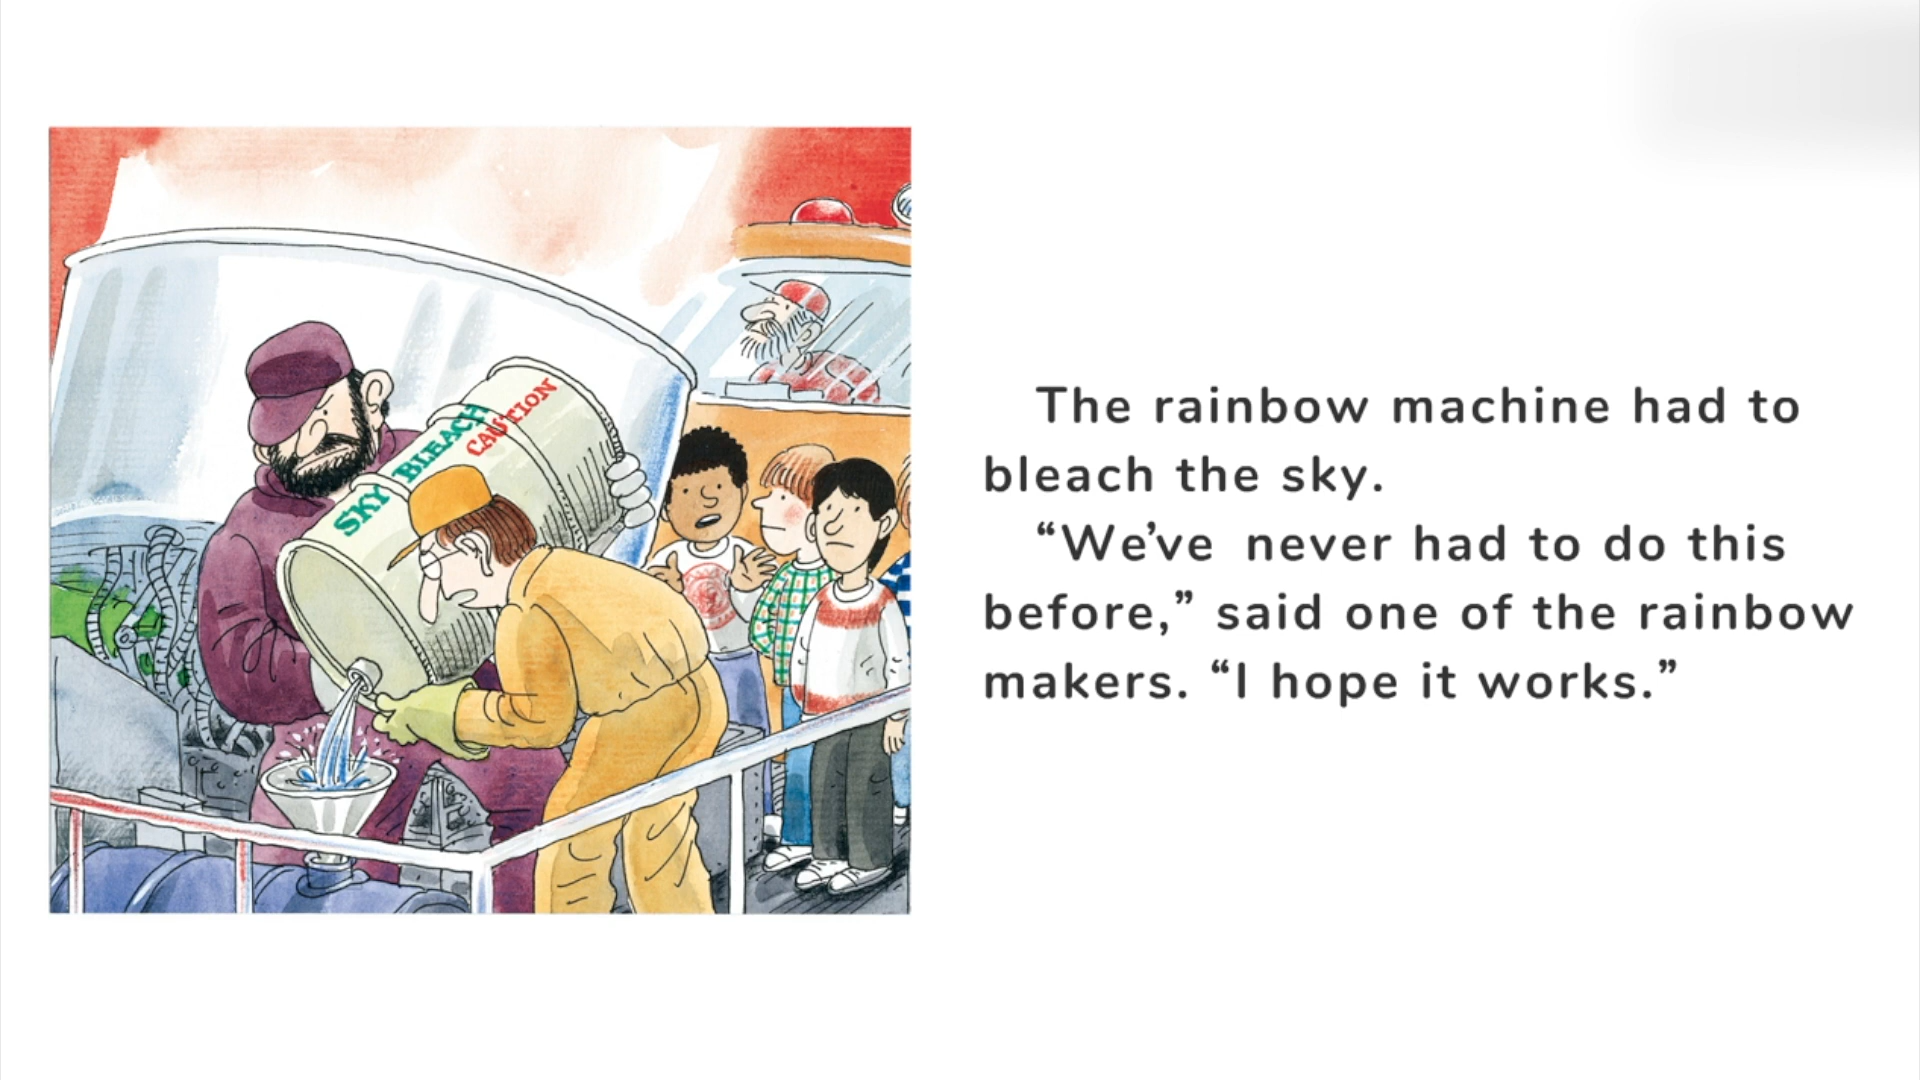 SKY BLEACH
CAUTION
The rainbow machine had to
bleach the sky.
“We’ve never had to do this
before,” said one of the rainbow
makers. “I hope it works.”